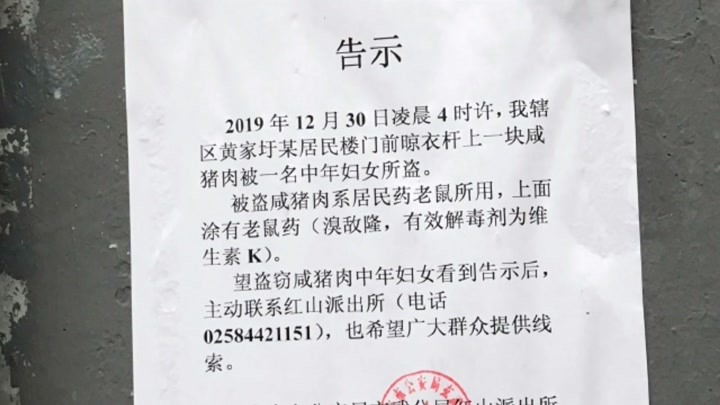 告示
2019 年 12 月 30 日凌晨 4 时许，我辖
区黄家圩某居民楼门前晾衣杆上一块咸
猪肉被一名中年妇女所盗。
被盗咸猪肉系居民药老鼠所用，上面
涂有老鼠药（溴敌隆，有效解毒剂为维
生素 K）。
望盗窃咸猪肉中年妇女看到告示后，
主动联系红山派出所（电话
02584421151），也希望广大群众提供线
索。
红山派出所